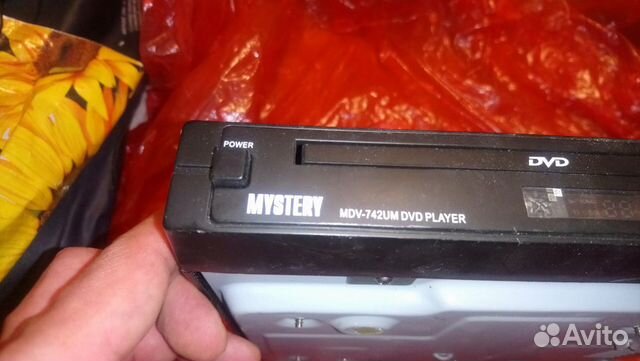 POWER
DVD
MYSTERY MDV-742UM DVD PLAYER
Avito